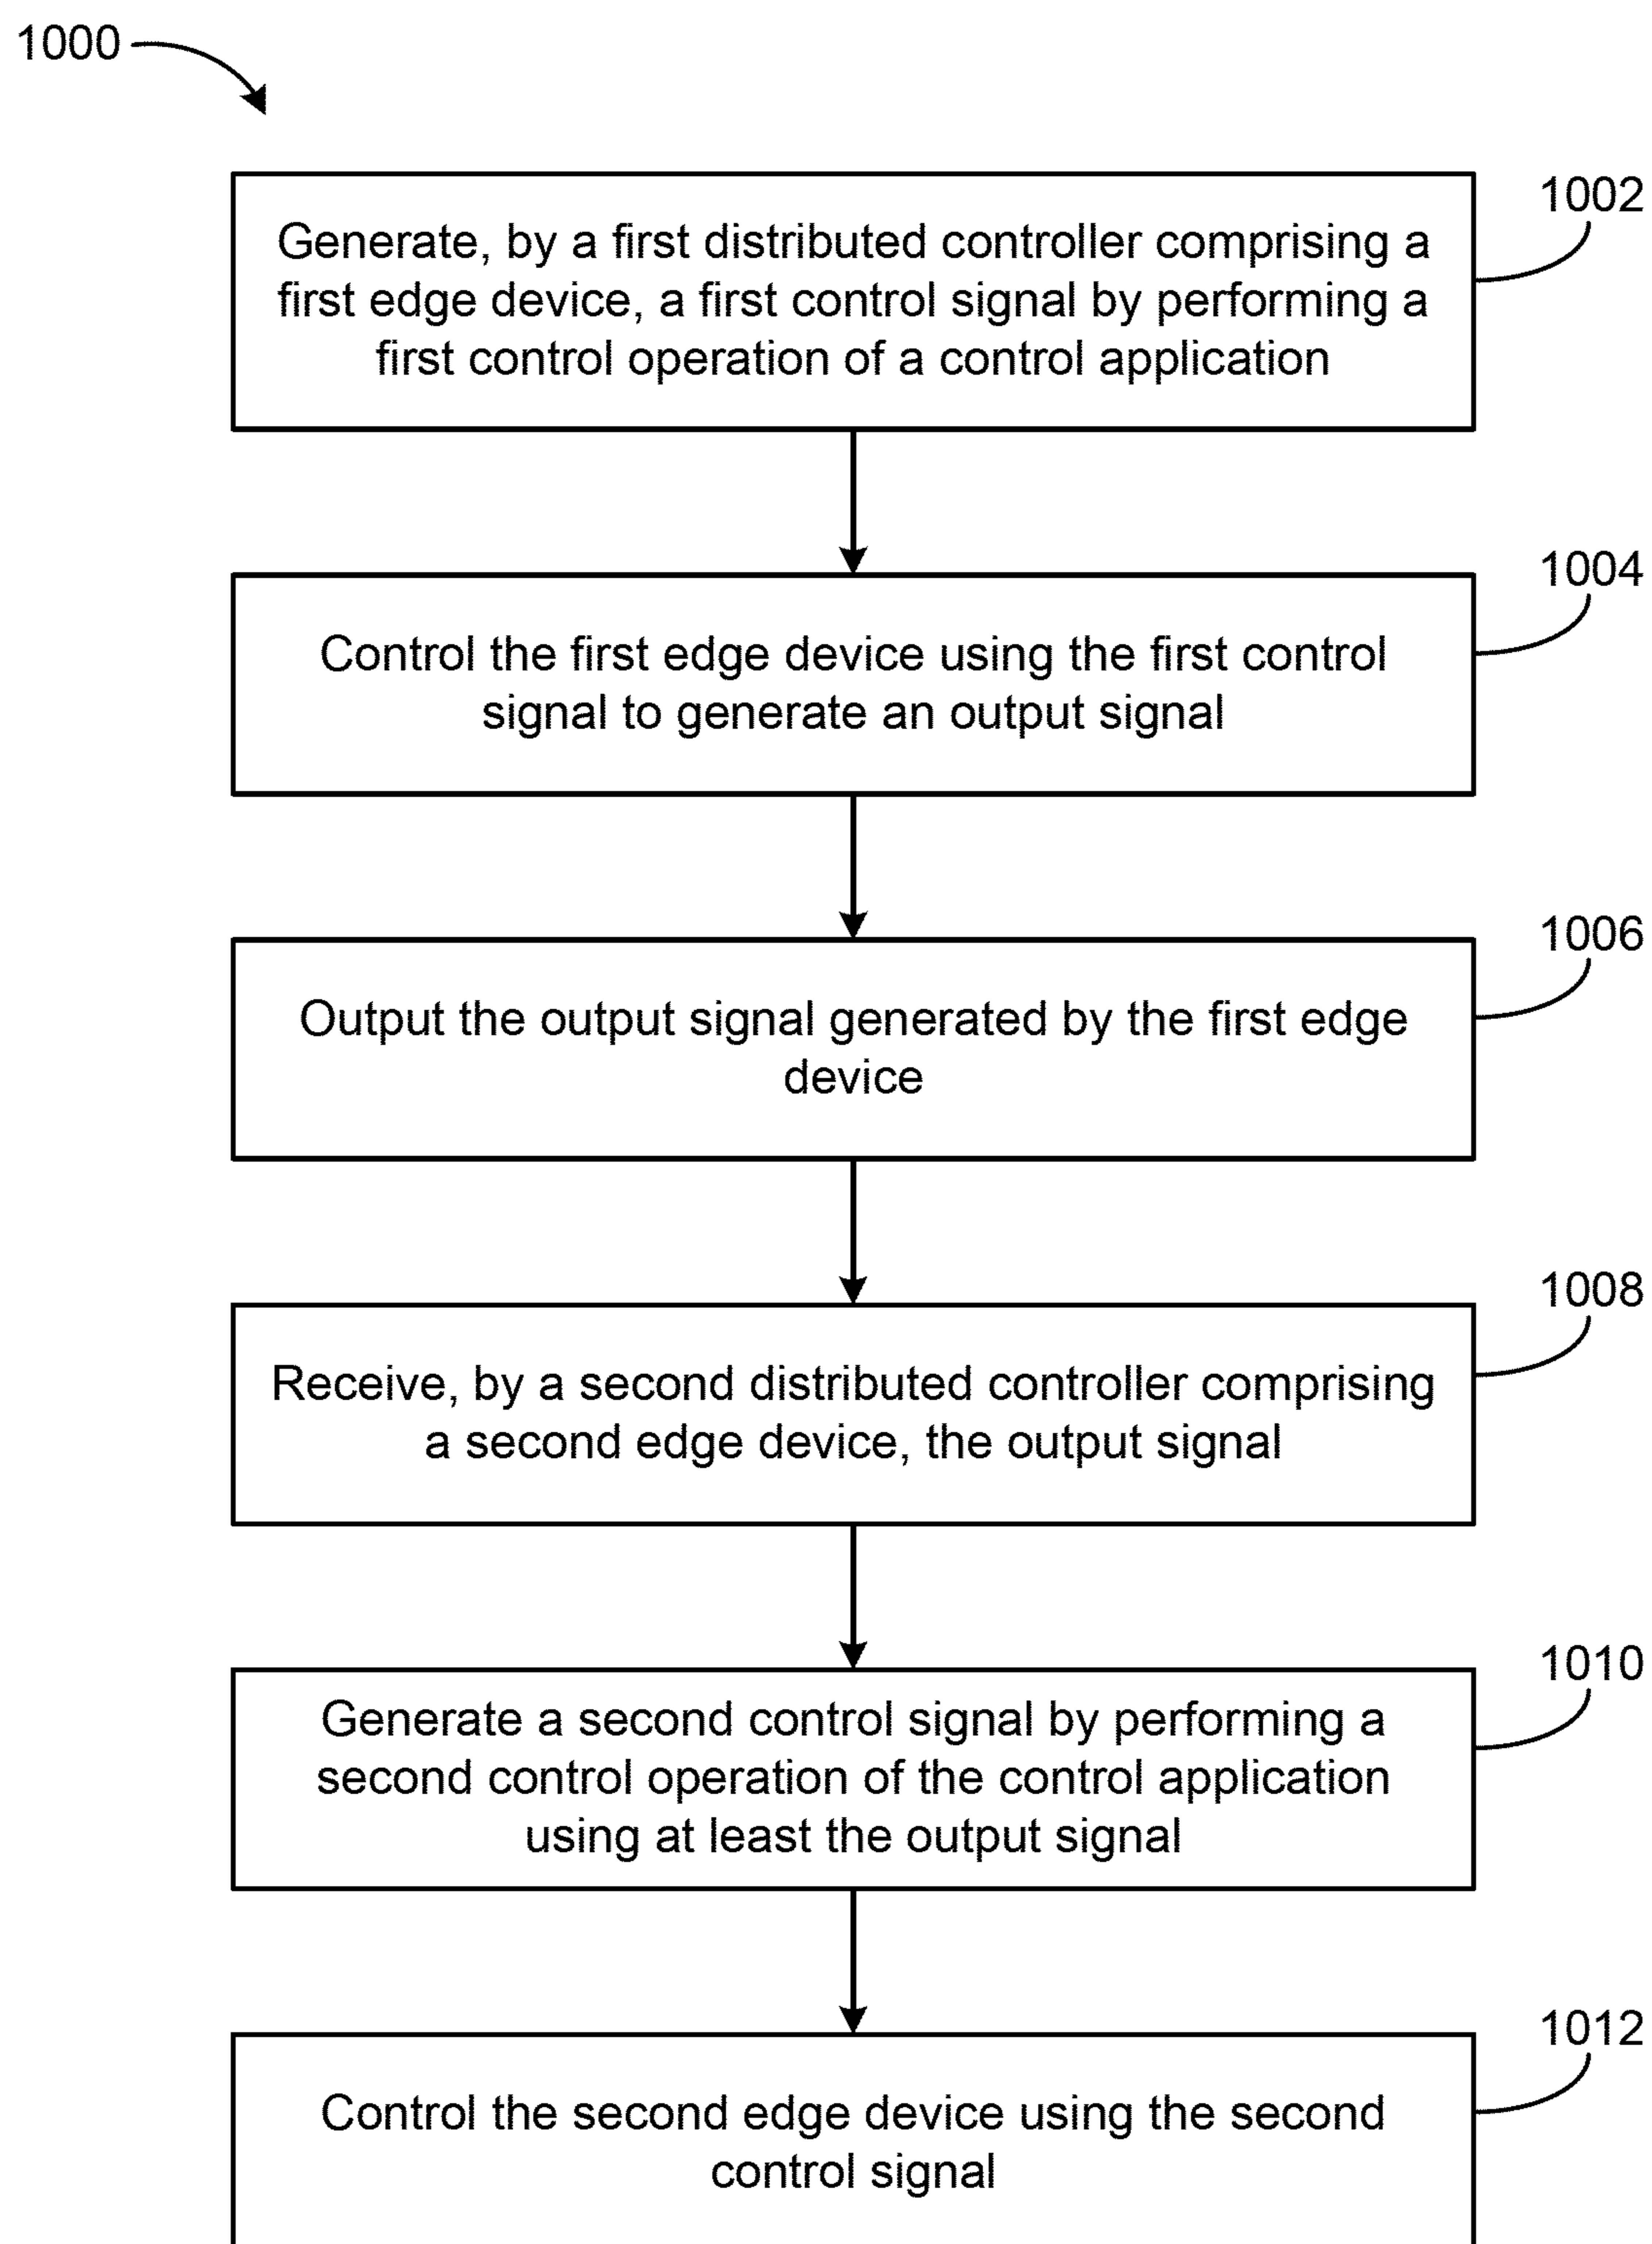 1000
1002
Generate, by a first distributed controller comprising a
first edge device, a first control signal by performing a
first control operation of a control application
1004
Control the first edge device using the first control
signal to generate an output signal
1006
Output the output signal generated by the first edge
device
1008
Receive, by a second distributed controller comprising
a second edge device, the output signal
1010
Generate a second control signal by performing a
second control operation of the control application
using at least the output signal
1012
Control the second edge device using the second
control signal